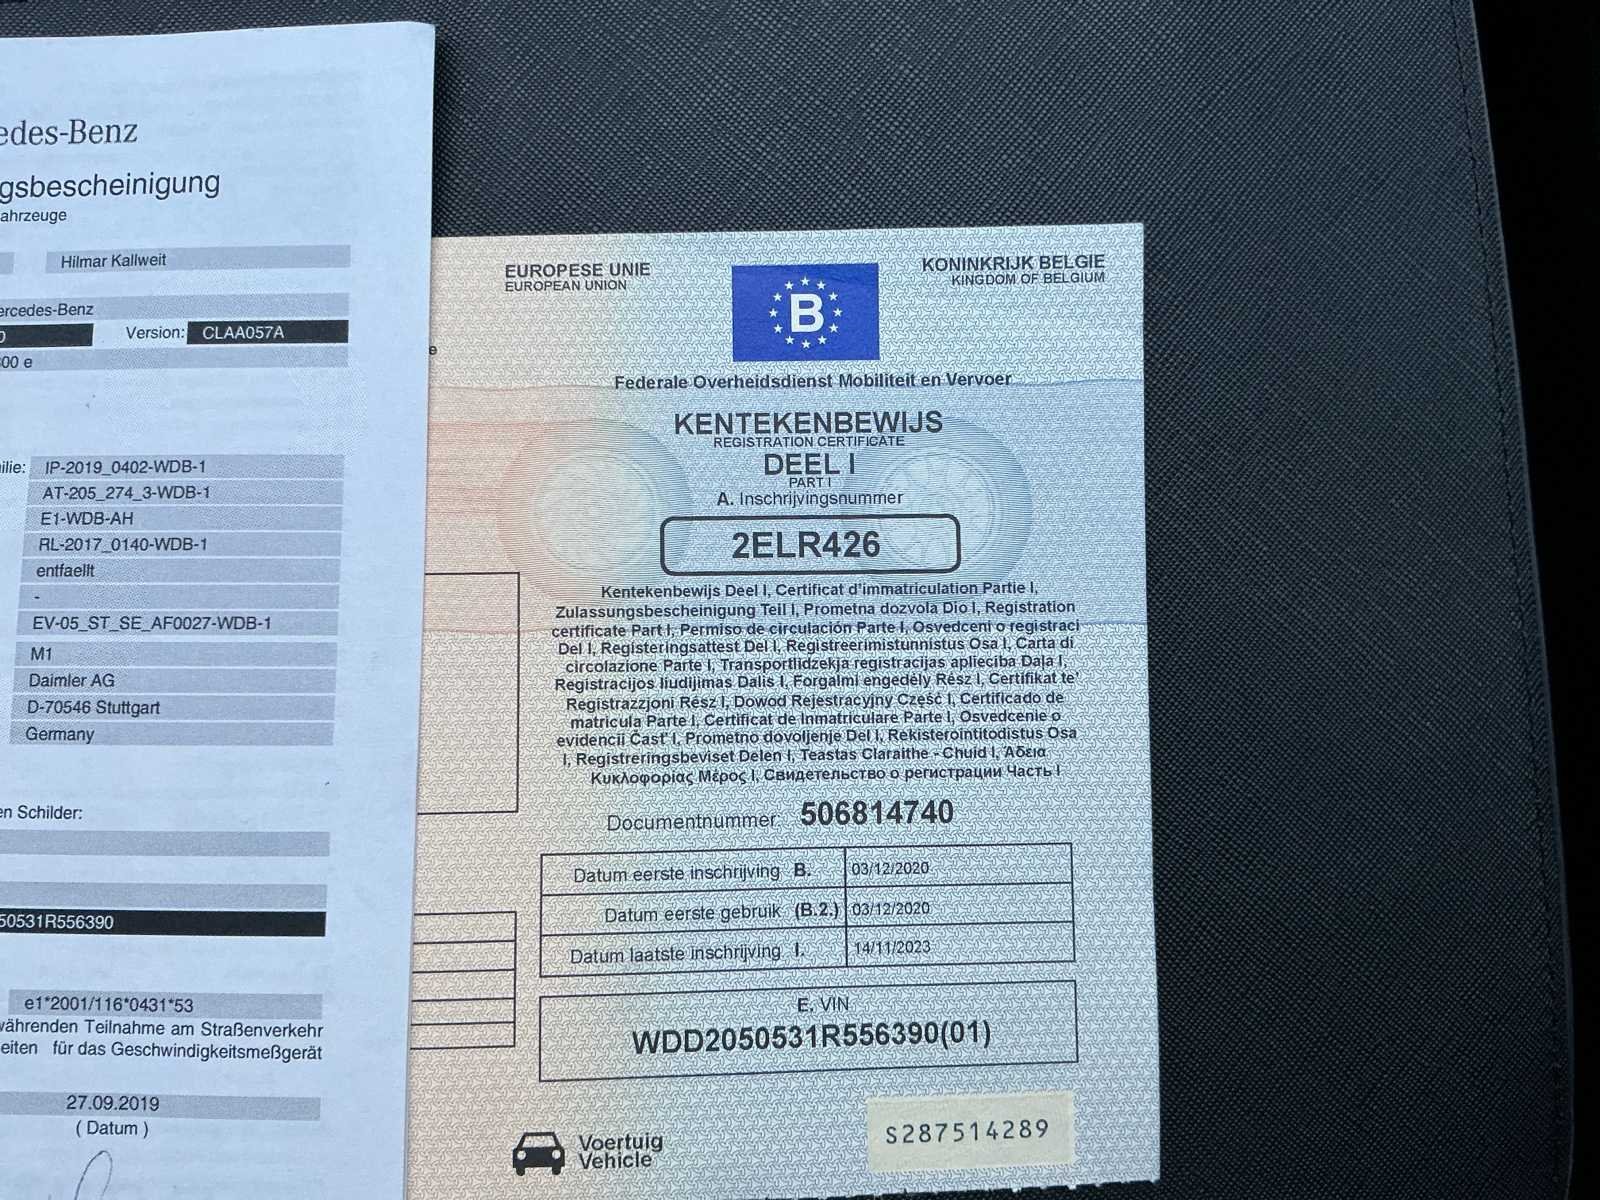 edes-Benz
gsbescheinigung
ahrzeuge
Hilmar Kallweit
ercedes-Benz
Version: CLAA057A
00 e
ilie: IP-2019_0402-WDB-1
AT-205_274_3-WDB-1
E1-WDB-AH
RL-2017_0140-WDB-1
entfaellt
-
EV-05_ST_SE_AF0027-WDB-1
M1
Daimler AG
D-70546 Stuttgart
Germany
en Schilder:
50531R556390
e1*2001/116*0431*53
währenden Teilnahme am Straßenverkehr
eiten für das Geschwindigkeitsmeßgerät
27.09.2019
( Datum )
e
EUROPESE UNIE
EUROPEAN UNION
B
KONINKRIJK BELGIE
KINGDOM OF BELGIUM
Federale Overheidsdienst Mobiliteit en Vervoer
KENTEKENBEWIJS
REGISTRATION CERTIFICATE
DEEL I
PART I
A. Inschrijvingsnummer
2ELR426
Kentekenbewijs Deel I, Certificat d'immatriculation Partie I,
Zulassungsbescheinigung Teil I, Prometna dozvola Dio I, Registration
certificate Part I, Permiso de circulación Parte I, Osvedceni o registraci
Del I, Registeringsattest Del I, Registreerimistunnistus Osa I, Carta di
circolazione Parte I, Transportlidzekja registracijas aplieciba Daļa I,
Registracijos liudijimas Dalis I, Forgalmi engedély Rész I, Certifikat te'
Registrazzjoni Rész I, Dowod Rejestracyjny Część I, Certificado de
matricula Parte I, Certificat de Inmatriculare Parte I, Osvedcenie o
evidencii Čast' I, Prometno dovoljenje Del I, Rekisterointitodistus Osa
I, Registreringsbeviset Delen I, Teastas Claraithe - Chuid I, Άδεια
Κυκλοφορίας Μέρος I, Свидетельство о регистрации Часть I
Documentnummer 506814740
Datum eerste inschrijving B. 03/12/2020
Datum eerste gebruik (B.2.) 03/12/2020
Datum laatste inschrijving I. 14/11/2023
E. VIN
WDD2050531R556390(01)
Voertuig
Vehicle
S287514289